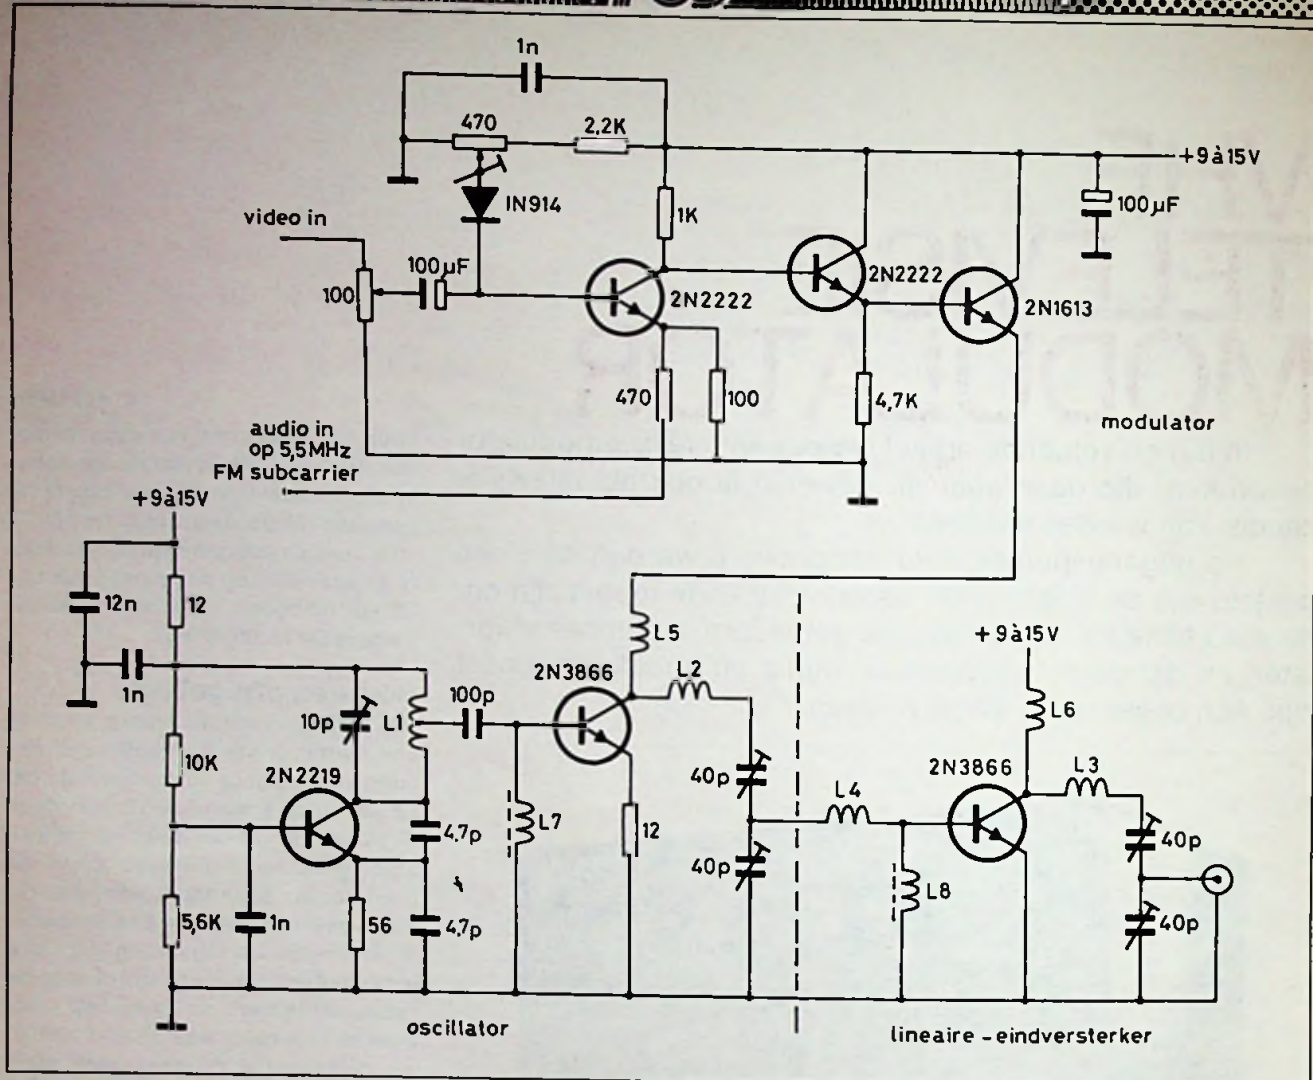 1n
470
2,2K
+9à15V
IN914
1K
100µF
video in
100µF
100
2N2222
2N2222
2N1613
470
100
4,7K
modulator
audio in
op 5,5MHz
FM subcarrier
+9à15V
12n
12
1n
L5
+9à15V
2N3866
L2
100p
10p
L1
L6
10K
2N2219
40p
L4
2N3866
L3
4,7p
L7
12
40p
40p
L8
5,6K
1n
56
4,7p
40p
oscillator
lineaire - eindversterker